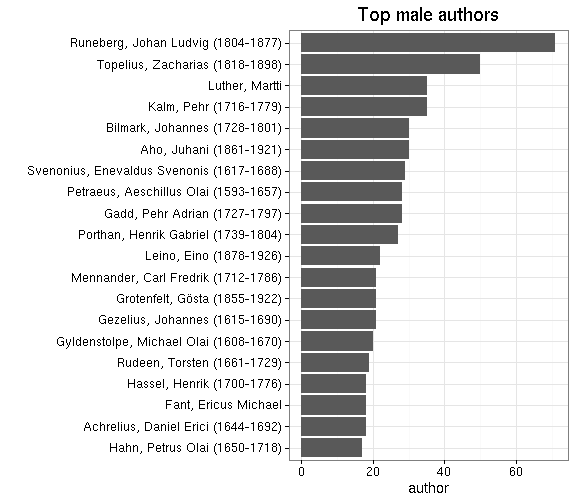 Top male authors
Runeberg, Johan Ludvig (1804-1877)
Topelius, Zacharias (1818-1898)
Luther, Martti
Kalm, Pehr (1716-1779)
Bilmark, Johannes (1728-1801)
Aho, Juhani (1861-1921)
Svenonius, Enevaldus Svenonis (1617-1688)
Petraeus, Aeschillus Olai (1593-1657)
Gadd, Pehr Adrian (1727-1797)
Porthan, Henrik Gabriel (1739-1804)
Leino, Eino (1878-1926)
Mennander, Carl Fredrik (1712-1786)
Grotenfelt, Gösta (1855-1922)
Gezelius, Johannes (1615-1690)
Gyldenstolpe, Michael Olai (1608-1670)
Rudeen, Torsten (1661-1729)
Hassel, Henrik (1700-1776)
Fant, Ericus Michael
Achrelius, Daniel Erici (1644-1692)
Hahn, Petrus Olai (1650-1718)
0 20 40 60
author